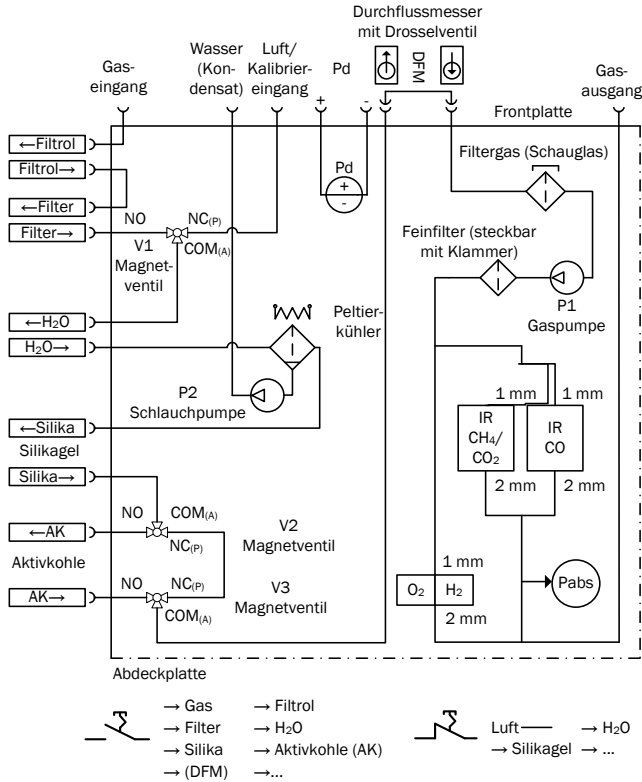 Durchflussmesser
mit Drosselventil
Wasser
(Kon-
densat)
Luft/
Kalibrier-
eingang
Pd
DFM
Gas-
eingang
Gas-
ausgang
+
-
Frontplatte
←Filtrol
Filtrol→
←Filter
Filter→
Pd
+
-
Filtergas (Schauglas)
NO
NC(P)
COM(A)
V1
Magnet-
ventil
Feinfilter (steckbar
mit Klammer)
P1
Gaspumpe
←H2O
H2O→
Peltier-
kühler
P2
Schlauchpumpe
←Silika
Silikagel
Silika→
1 mm
1 mm
IR
CH4/
CO2
IR
CO
2 mm
2 mm
NO
COM(A)
NC(P)
←AK
Aktivkohle
V2
Magnetventil
AK→
NO
NC(P)
COM(A)
V3
Magnetventil
1 mm
O2
H2
2 mm
Pabs
Abdeckplatte
→ Gas → Filtrol
→ Filter → H2O
→ Silika → Aktivkohle (AK)
→ (DFM) →...
Luft → H2O
→ Silikagel → ...